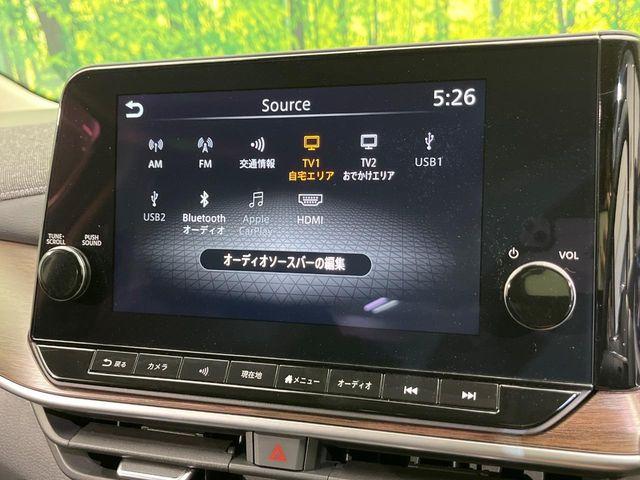 Source
5:26
AM
FM
交通情報
TV1
自宅エリア
TV2
おでかけエリア
USB1
USB2
Bluetooth
オーディオ
Apple
CarPlay
HDMI
オーディオソースバーの編集
TUNE·
SCROLL
PUSH
SOUND
VOL
戻る
カメラ
現在地
メニュー
オーディオ